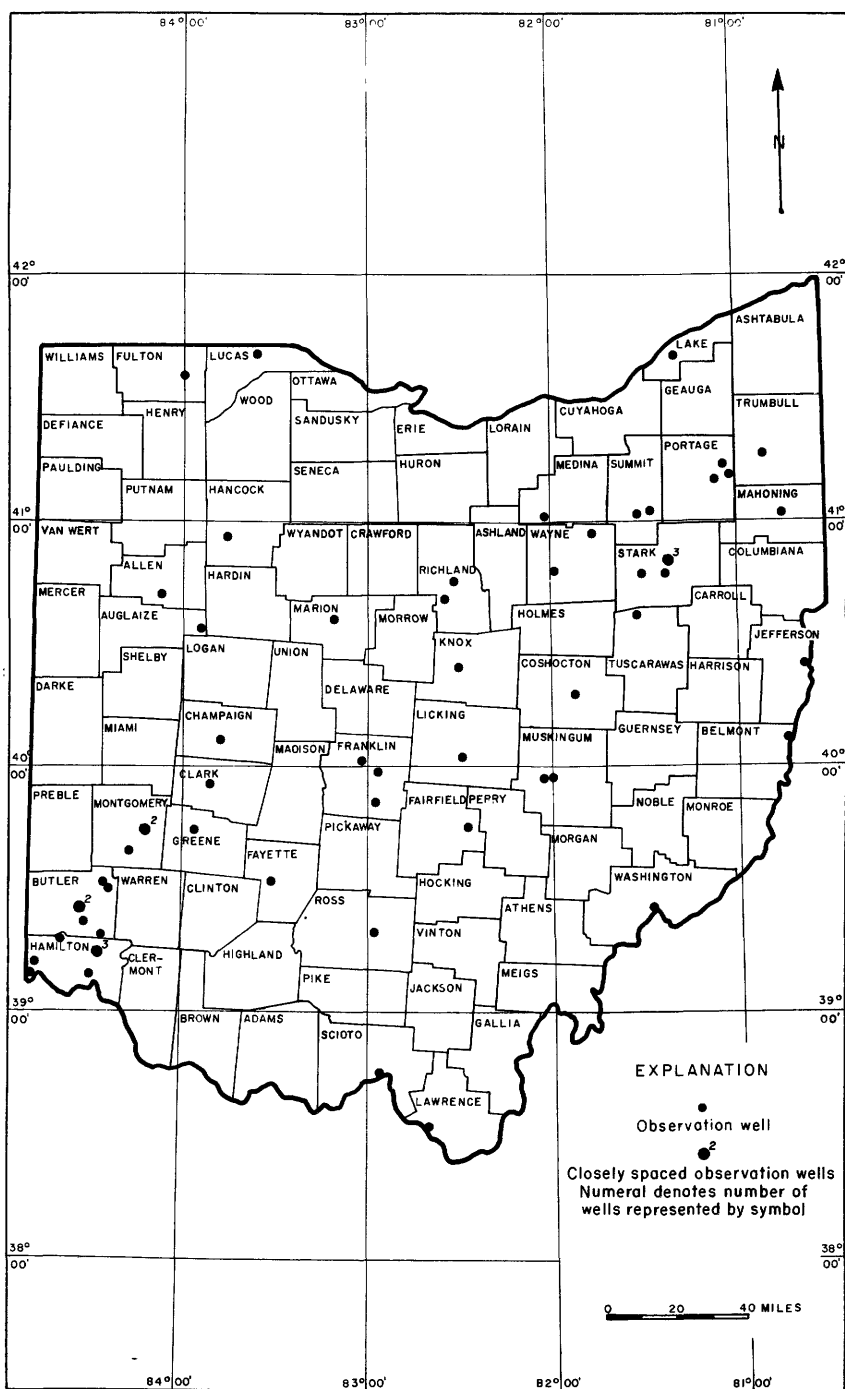 84°00' 83°00' 82°00' 81°00'
N
42°
00'
42°
00'
ASHTABULA
LAKE
WILLIAMS FULTON LUCAS
OTTAWA
GEAUGA
WOOD
CUYAHOGA
TRUMBULL
HENRY
SANDUSKY ERIE LORAIN
DEFIANCE
PORTAGE
PAULDING
SENECA HURON
MEDINA SUMMIT
PUTNAM HANCOCK
MAHONING
41°
00'
41°
00'
VAN WERT
WYANDOT CRAWFORD ASHLAND WAYNE
STARK 3
COLUMBIANA
ALLEN
HARDIN
RICHLAND
MERCER
CARROLL
AUGLAIZE
MARION
MORROW
HOLMES
JEFFERSON
LOGAN UNION
KNOX
SHELBY
COSHOCTON TUSCARAWAS HARRISON
DARKE
DELAWARE
CHAMPAIGN
LICKING
MIAMI
MUSKINGUM
GUERNSEY
BELMONT
MADISON
FRANKLIN
40°
00'
40°
00'
CLARK
PREBLE
MONTGOMERY 2
FAIRFIELD PERRY
NOBLE
MONROE
GREENE
PICKAWAY
MORGAN
FAYETTE
BUTLER WARREN CLINTON
HOCKING
WASHINGTON
2
ROSS
ATHENS
VINTON
HAMILTON 3
CLER-
MONT
HIGHLAND
PIKE
JACKSON
MEIGS
39°
00'
39°
00'
BROWN ADAMS
SCIOTO
GALLIA
LAWRENCE
EXPLANATION
Observation well
2
Closely spaced observation wells
Numeral denotes number of
wells represented by symbol
38°
00'
38°
00'
0 20 40 MILES
84°00' 83°00' 82°00' 81°00'